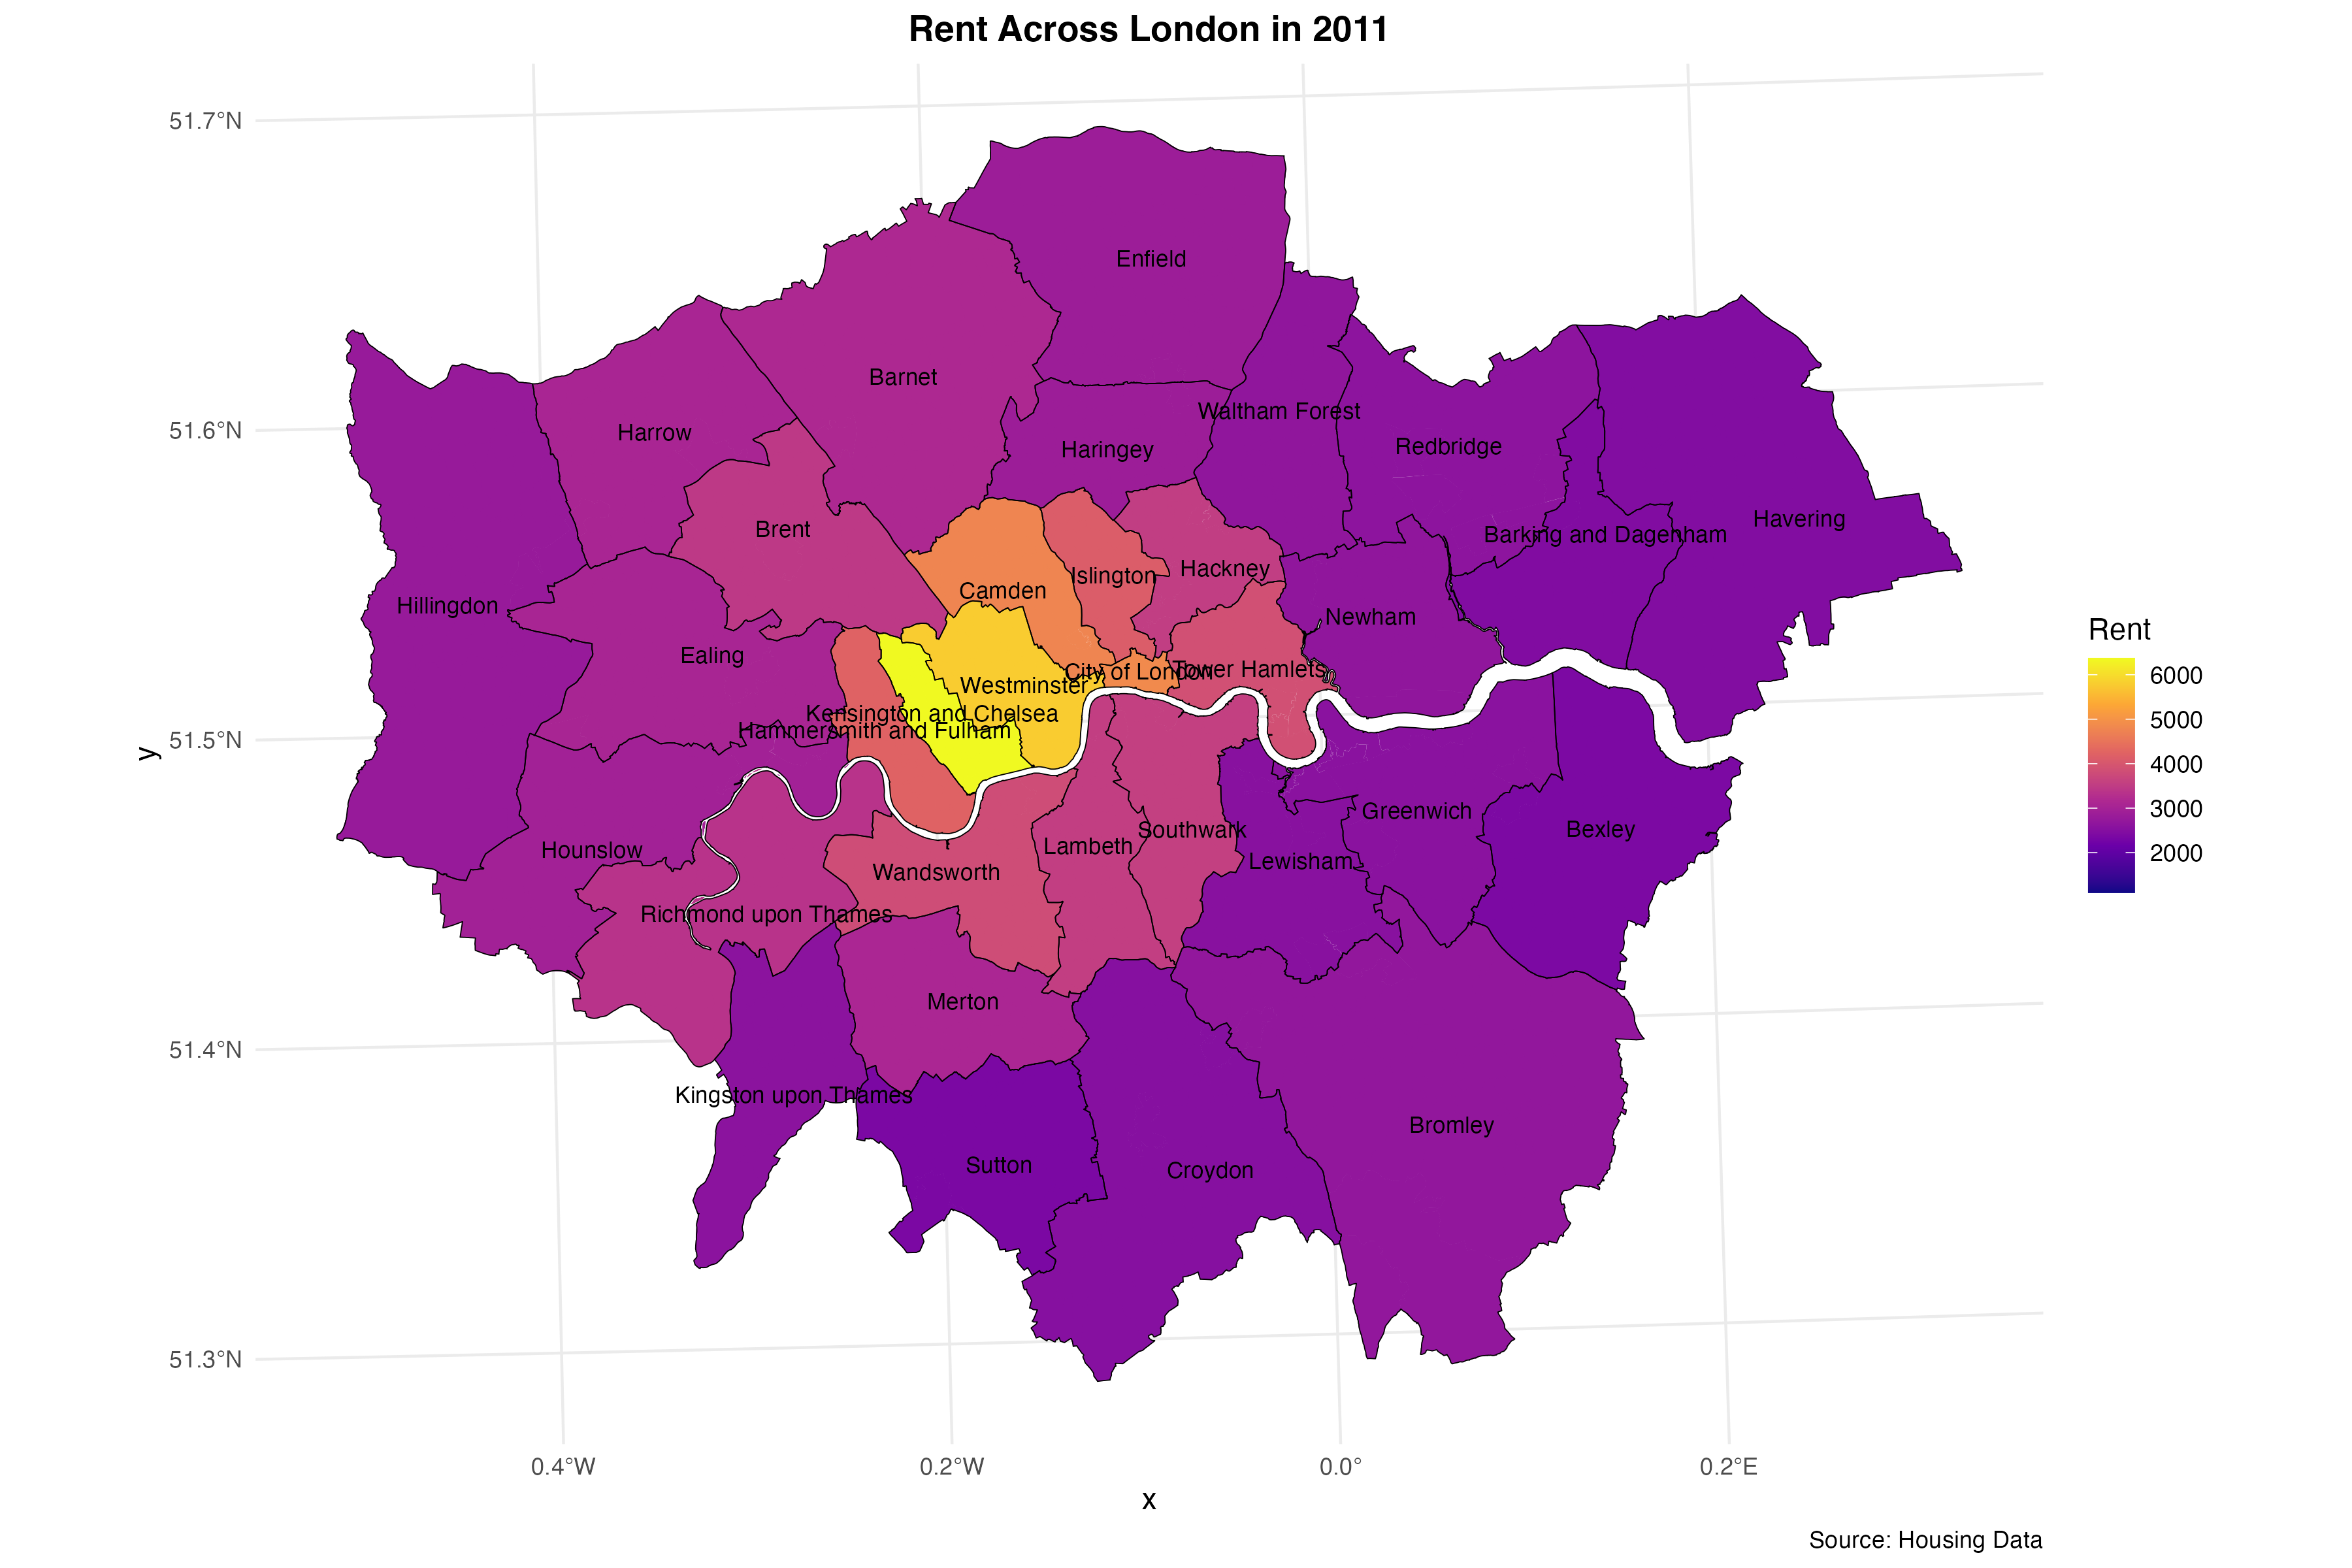 Rent Across London in 2011
51.7°N
51.6°N
51.5°N
51.4°N
51.3°N
y
Enfield
Barnet
Waltham Forest
Harrow
Redbridge
Haringey
Havering
Brent
Barking and Dagenham
Hackney
Islington
Camden
Hillingdon
Newham
Ealing
Tower Hamlets
City of London
Westminster
Kensington and Chelsea
Hammersmith and Fulham
Greenwich
Bexley
Southwark
Lambeth
Hounslow
Lewisham
Wandsworth
Richmond upon Thames
Merton
Kingston upon Thames
Bromley
Sutton
Croydon
Rent
6000
5000
4000
3000
2000
0.4°W
0.2°W
0.0°
0.2°E
x
Source: Housing Data